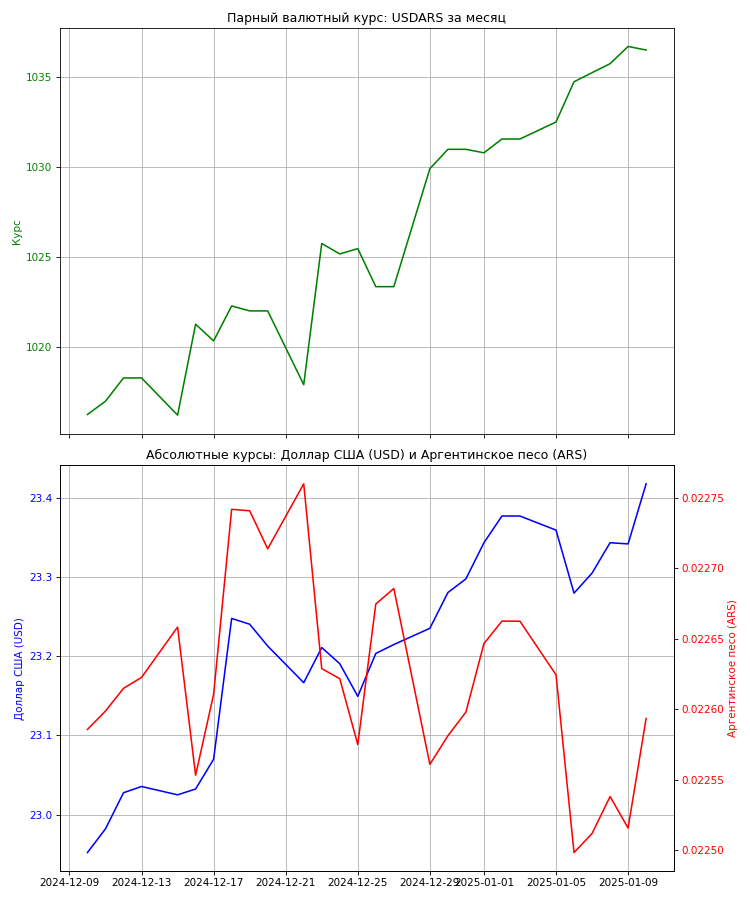 Парный валютный курс: USDARS за месяц
1035
1030
1025
1020
Курс
Абсолютные курсы: Доллар США (USD) и Аргентинское песо (ARS)
23.4
23.3
23.2
23.1
23.0
Доллар США (USD)
0.02275
0.02270
0.02265
0.02260
0.02255
0.02250
Аргентинское песо (ARS)
2024-12-09 2024-12-13 2024-12-17 2024-12-21 2024-12-25 2024-12-29 2025-01-01 2025-01-05 2025-01-09